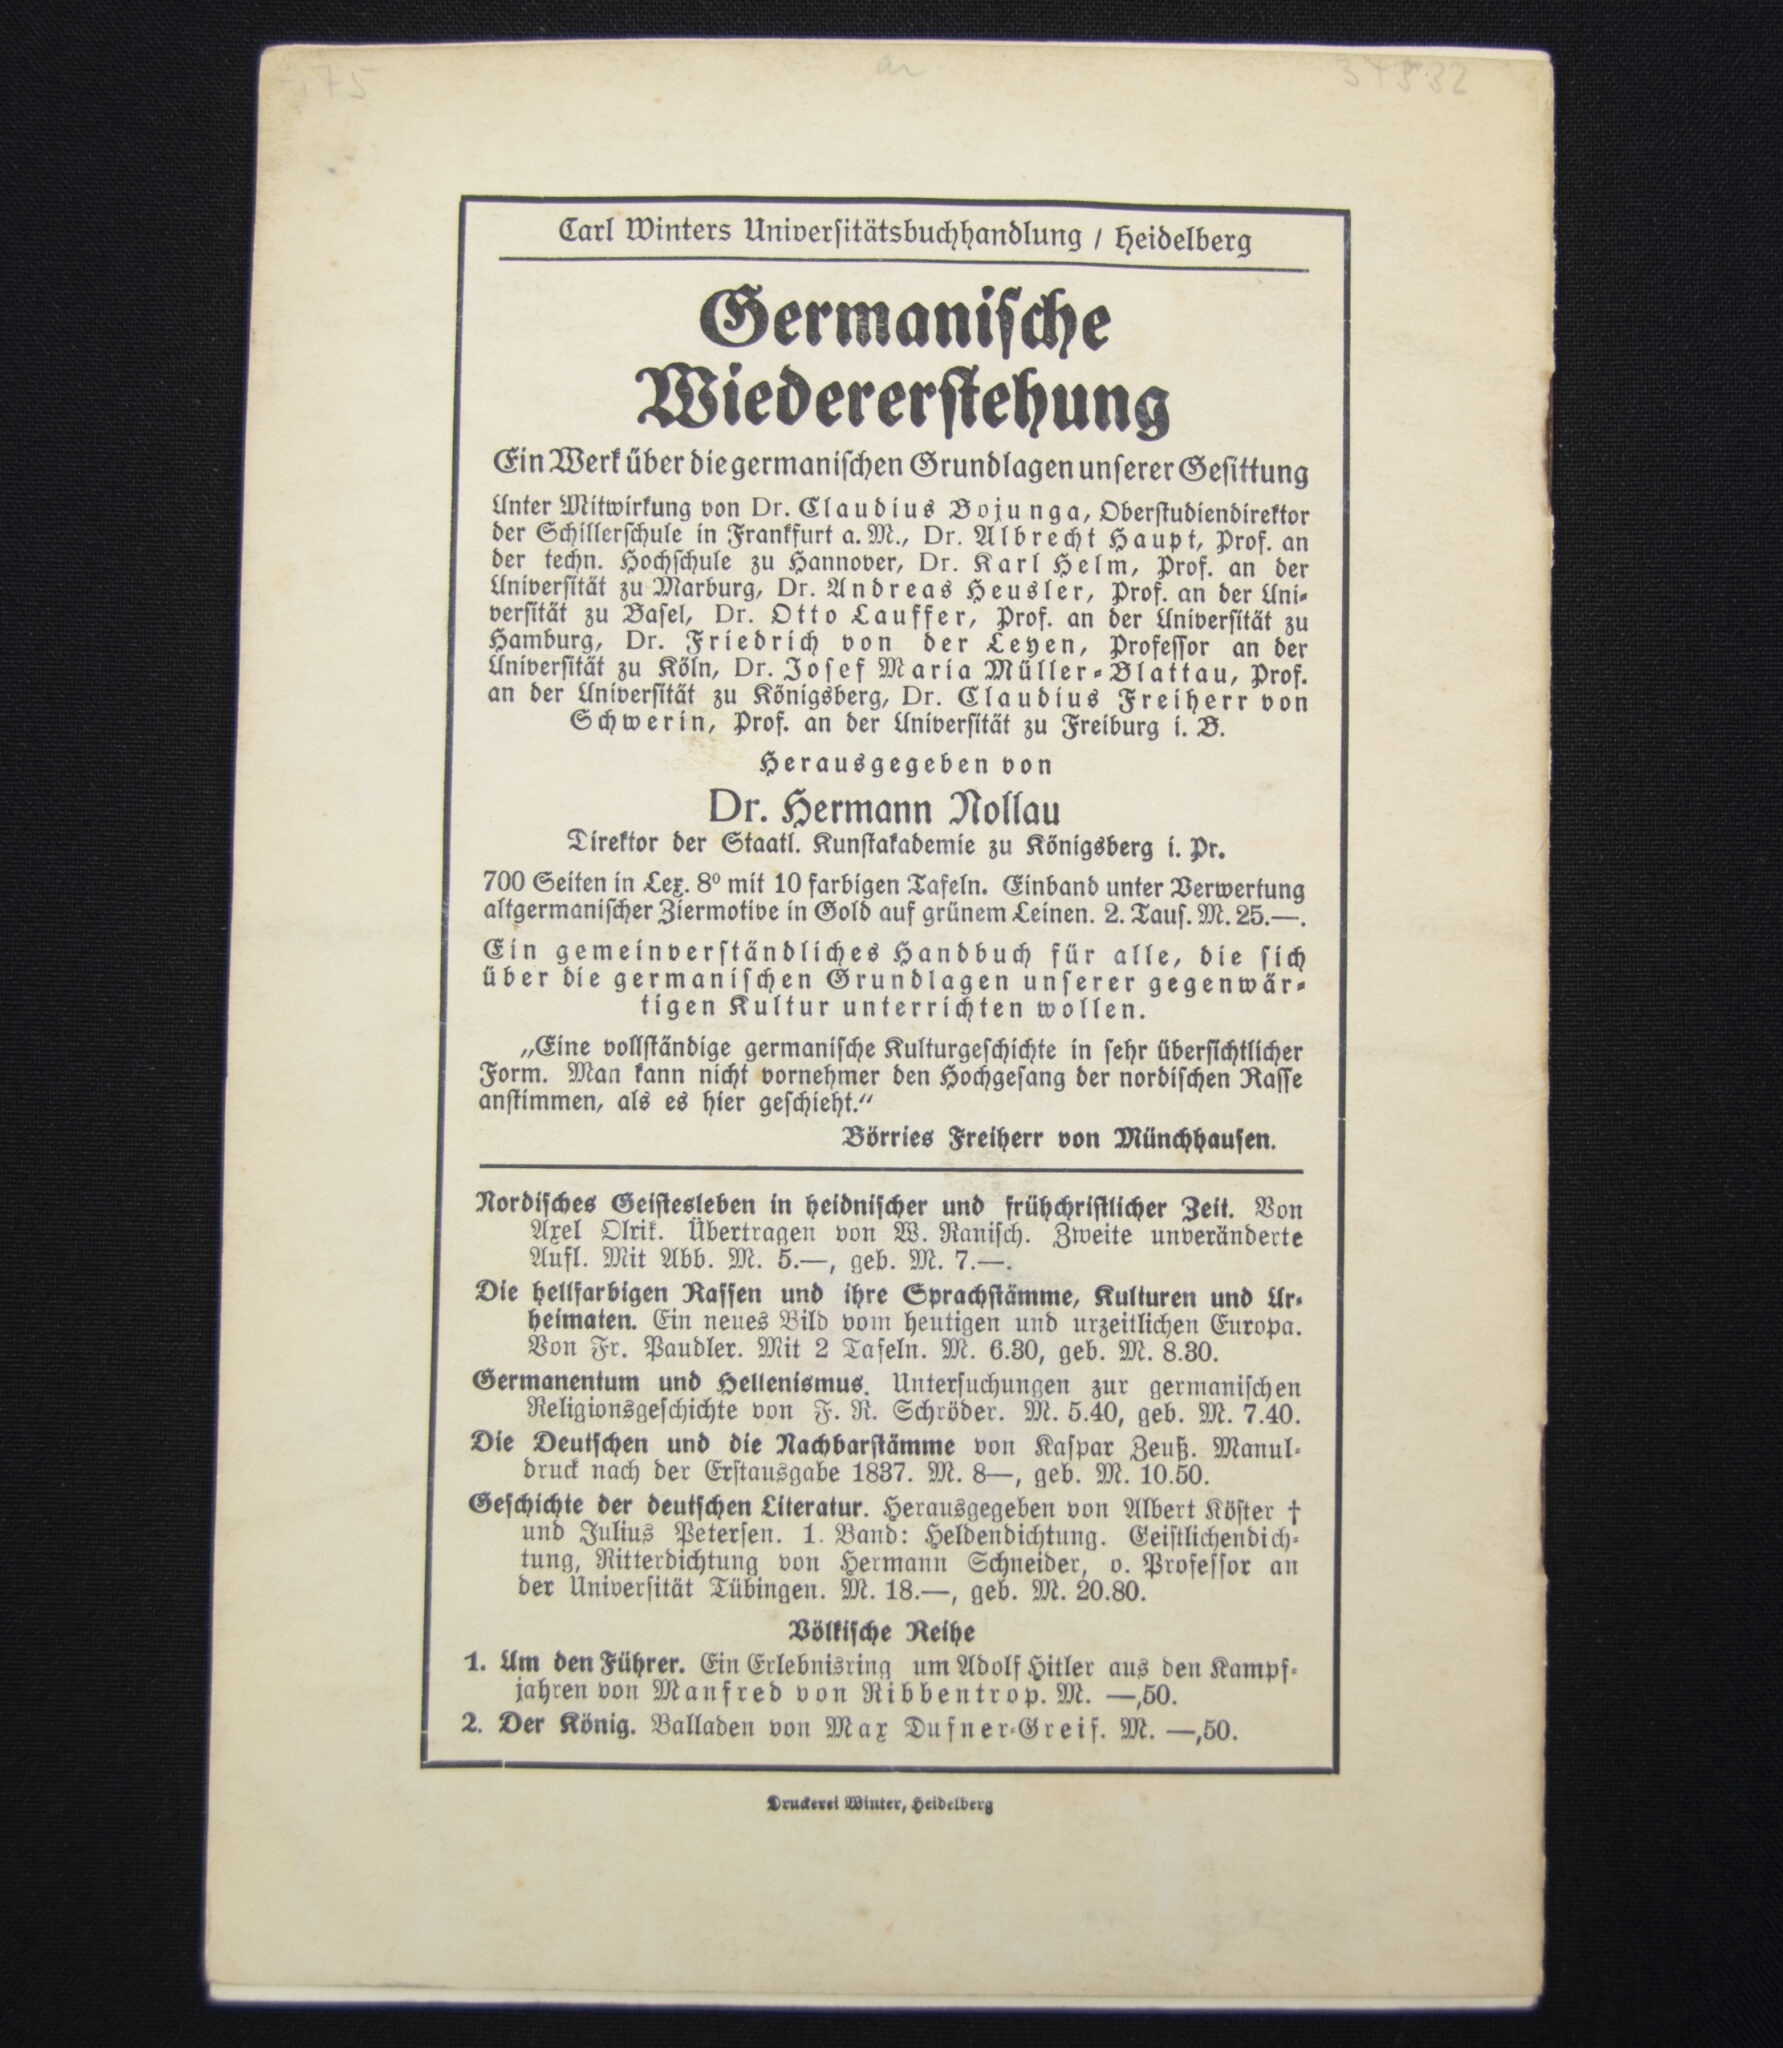 -,75
Carl Winters Universitätsbuchhandlung / Heidelberg
Germanische
Wiedererstehung
Ein Werk über die germanischen Grundlagen unserer Gesittung
Unter Mitwirkung von Dr. Claudius Bojunga, Oberstudiendirektor
der Schillerschule in Frankfurt a. M., Dr. Albrecht Haupt, Prof. an
der techn. Hochschule zu Hannover, Dr. Karl Helm, Prof. an der
Universität zu Marburg, Dr. Andreas Heusler, Prof. an der Uni-
versität zu Basel, Dr. Otto Lauffer, Prof. an der Universität zu
Hamburg, Dr. Friedrich von der Leyen, Professor an der
Universität zu Köln, Dr. Josef Maria Müller-Blattau, Prof.
an der Universität zu Königsberg, Dr. Claudius Freiherr von
Schwerin, Prof. an der Universität zu Freiburg i. B.
Herausgegeben von
Dr. Hermann Nollau
Direktor der Staatl. Kunstakademie zu Königsberg i. Pr.
700 Seiten in Lex. 8º mit 10 farbigen Tafeln. Einband unter Verwertung
altgermanischer Ziermotive in Gold auf grünem Leinen. 2. Taus. M. 25.—.
Ein gemeinverständliches Handbuch für alle, die sich
über die germanischen Grundlagen unserer gegenwär-
tigen Kultur unterrichten wollen.
„Eine vollständige germanische Kulturgeschichte in sehr übersichtlicher
Form. Man kann nicht vornehmer den Hochgesang der nordischen Rasse
anstimmen, als es hier geschieht.“
Börries Freiherr von Münchhausen.
Nordisches Geistesleben in heidnischer und frühchristlicher Zeit. Von
Axel Olrik. Übertragen von W. Ranisch. Zweite unveränderte
Aufl. Mit Abb. M. 5.—, geb. M. 7.—.
Die hellfarbigen Rassen und ihre Sprachstämme, Kulturen und Ur-
heimaten. Ein neues Bild vom heutigen und urzeitlichen Europa.
Von Fr. Paudler. Mit 2 Tafeln. M. 6.30, geb. M. 8.30.
Germanentum und Hellenismus. Untersuchungen zur germanischen
Religionsgeschichte von F. R. Schröder. M. 5.40, geb. M. 7.40.
Die Deutschen und die Nachbarstämme von Kaspar Zeuß. Manul-
druck nach der Erstausgabe 1837. M. 8—, geb. M. 10.50.
Geschichte der deutschen Literatur. Herausgegeben von Albert Köster †
und Julius Petersen. 1. Band: Heldendichtung. Geistlichendich-
tung, Ritterdichtung von Hermann Schneider, o. Professor an
der Universität Tübingen. M. 18.—, geb. M. 20.80.
Völkische Reihe
1. Um den Führer. Ein Erlebnisring um Adolf Hitler aus den Kampf-
jahren von Manfred von Ribbentrop. M. —,50.
2. Der König. Balladen von Max Dufner-Greif. M. —,50.
Druckerei Winter, Heidelberg